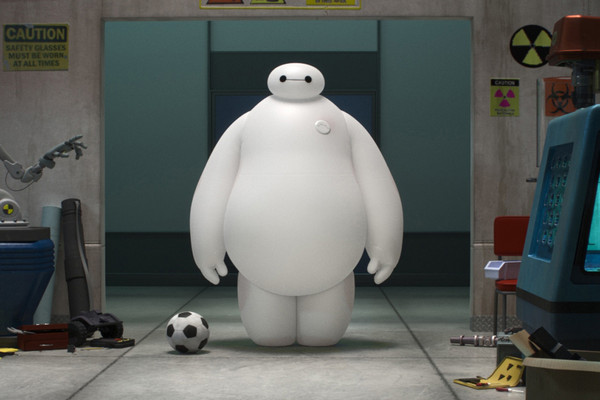 CAUTION
SAFETY GLASSES
MUST BE WORN
AT ALL TIMES
CAUTION